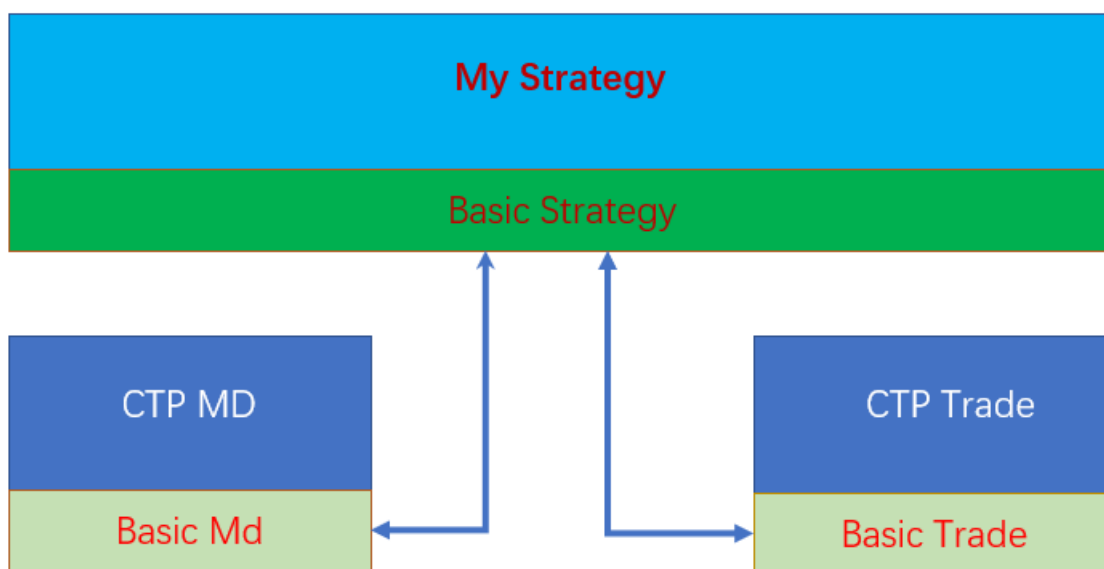 My Strategy
Basic Strategy
CTP MD
CTP Trade
Basic Md
Basic Trade